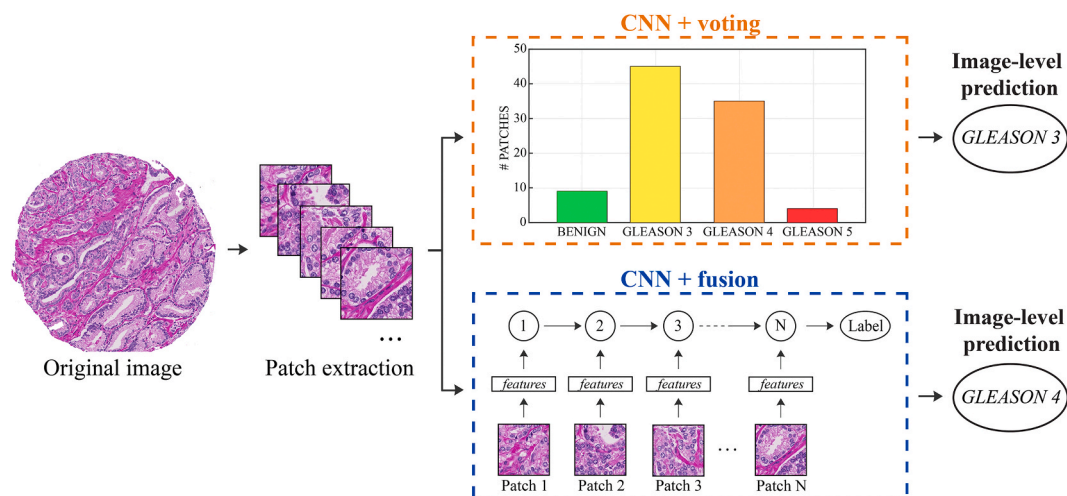 CNN + voting
50
40
30
20
10
0
# PATCHES
BENIGN GLEASON 3 GLEASON 4 GLEASON 5
Image-level
prediction
GLEASON 3
Original image
Patch extraction
...
CNN + fusion
1 2 3 N Label
features features features features
...
Patch 1 Patch 2 Patch 3 Patch N
Image-level
prediction
GLEASON 4